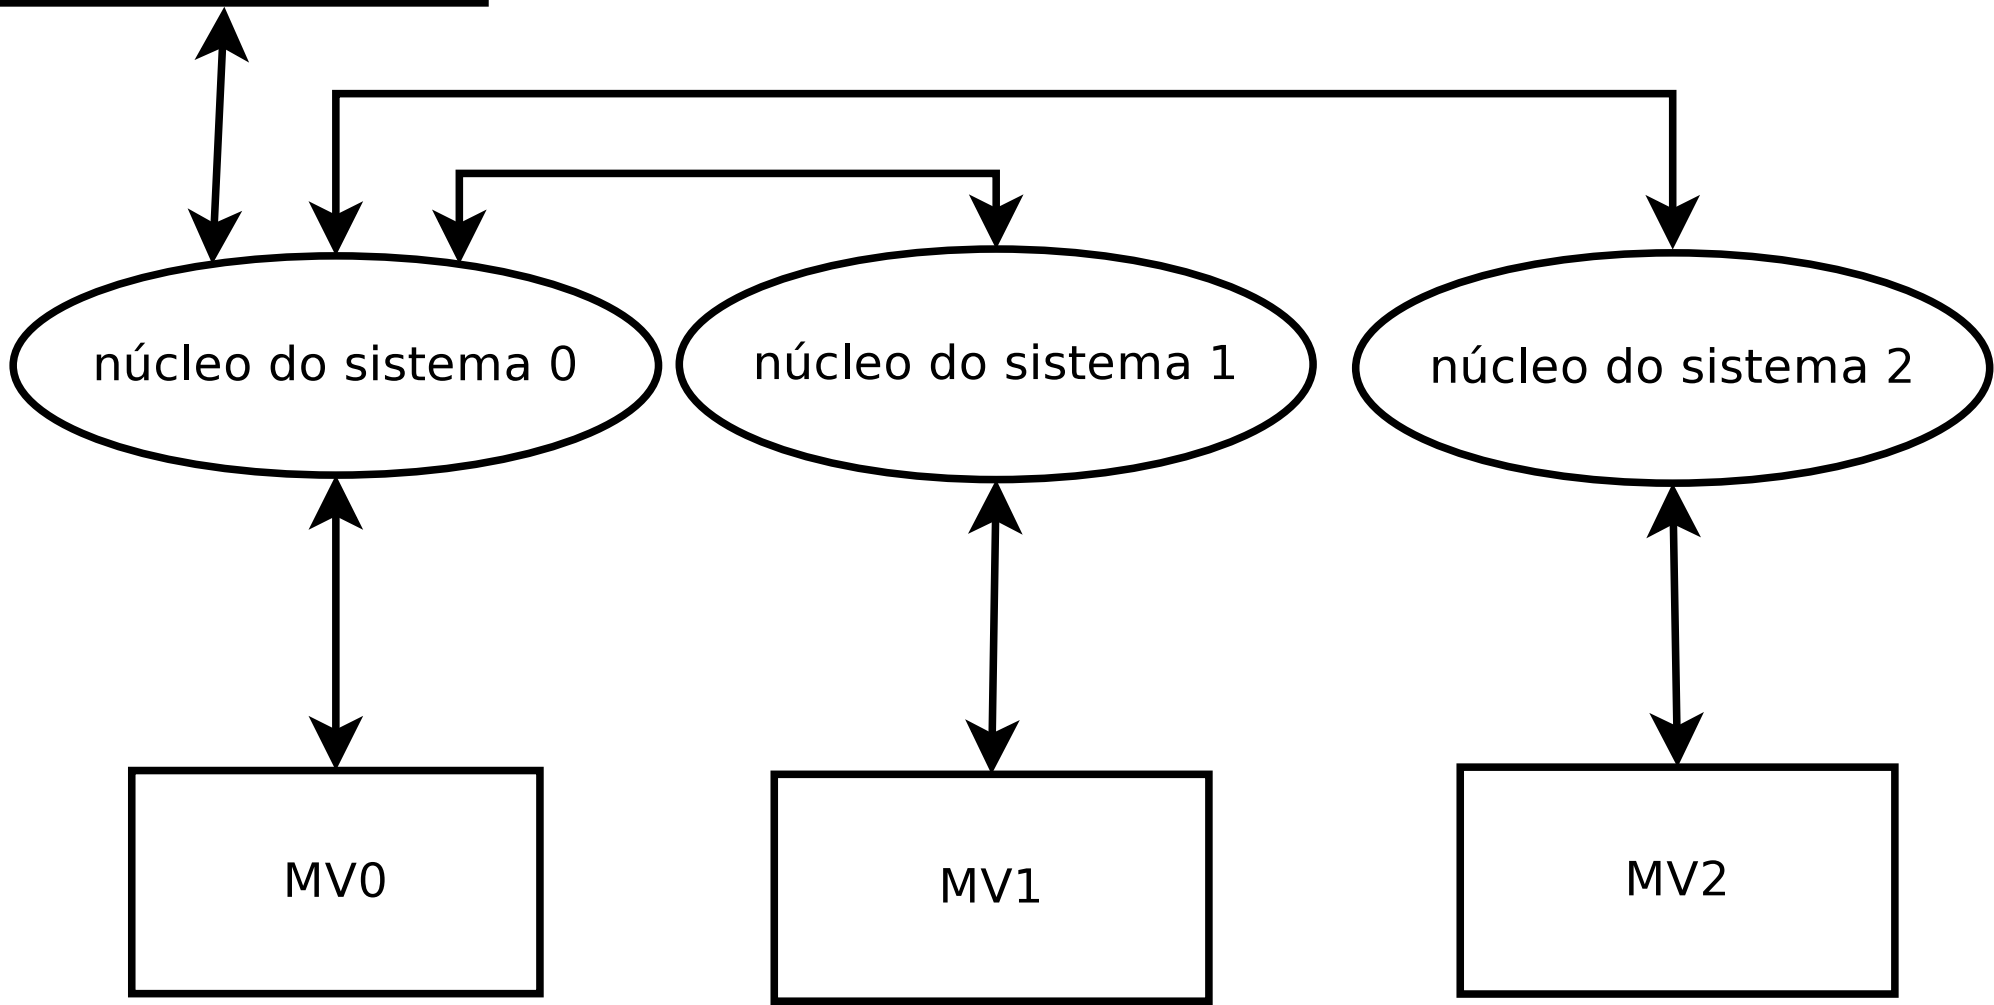 núcleo do sistema 0
núcleo do sistema 1
núcleo do sistema 2
MV0
MV1
MV2